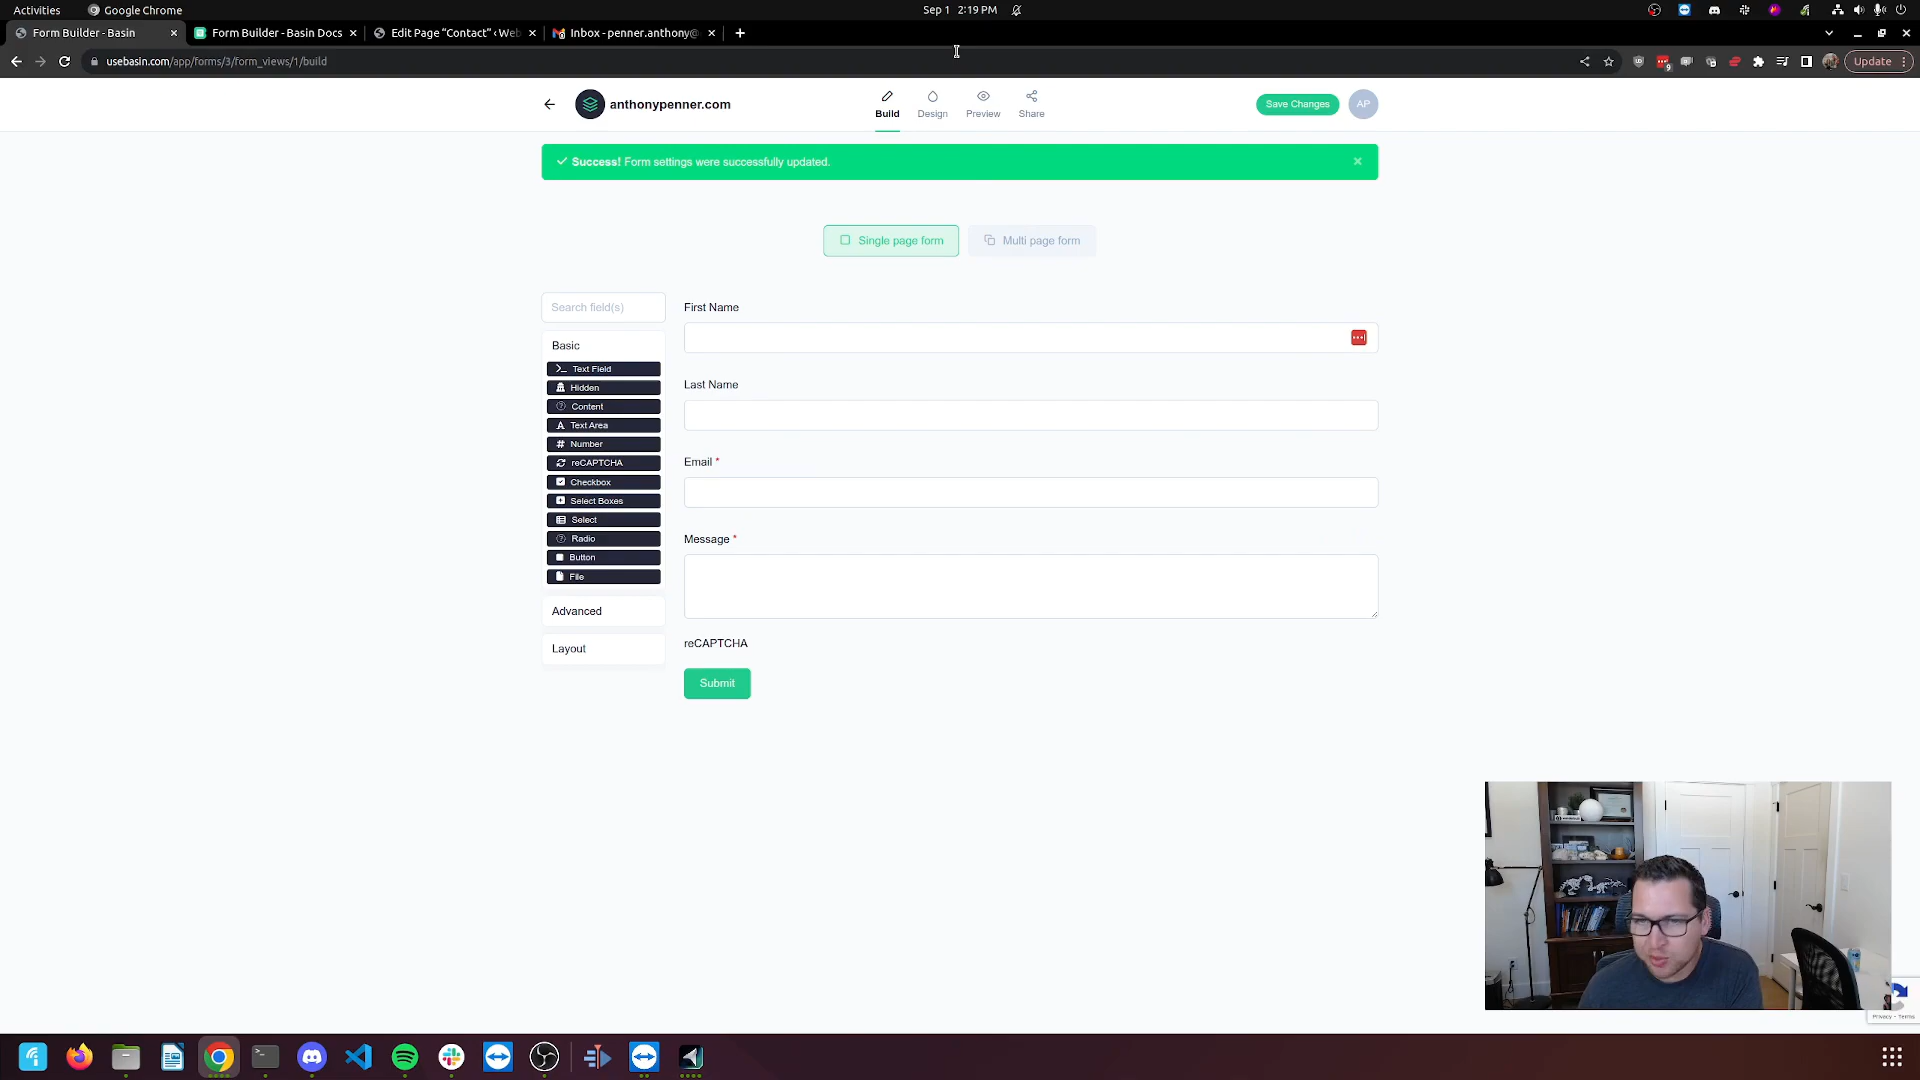 Activities
Google Chrome
Sep 1 2:19 PM
Form Builder - Basin
Form Builder - Basin Docs
Edit Page "Contact" ‹ Web
Inbox - penner.anthony@
usebasin.com/app/forms/3/form_views/1/build
9
Update
anthonypenner.com
Build
Design
Preview
Share
Save Changes
AP
Success! Form settings were successfully updated.
Single page form
Multi page form
Search field(s)
Basic
Text Field
Hidden
Content
Text Area
Number
reCAPTCHA
Checkbox
Select Boxes
Select
Radio
Button
File
Advanced
Layout
First Name
Last Name
Email *
Message *
reCAPTCHA
Submit
Privacy - Terms